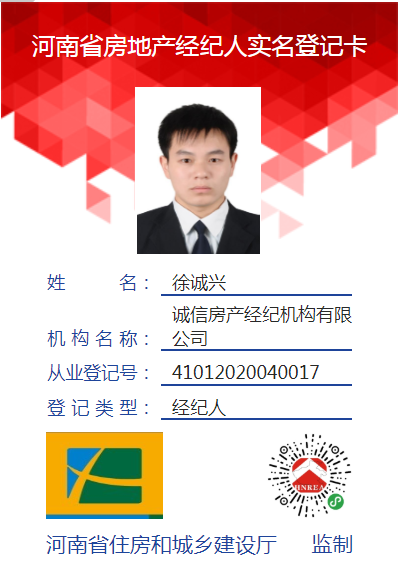 河南省房地产经纪人实名登记卡
姓 名： 徐诚兴
诚信房产经纪机构有限
机构名称： 公司
从业登记号： 41012020040017
登记类型： 经纪人
HNREA
河南省住房和城乡建设厅 监制